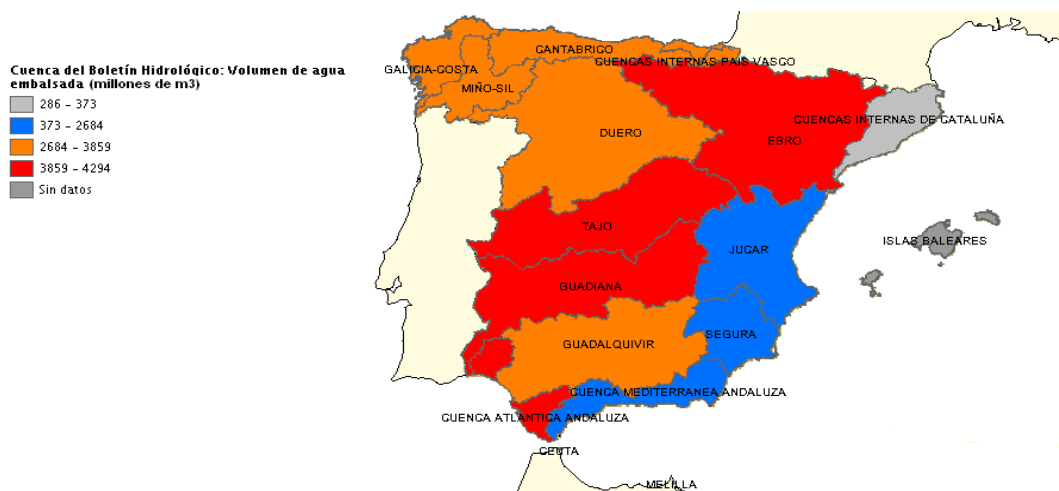 Cuenca del Boletín Hidrológico: Volumen de agua
embalsada (millones de m3)
286 - 373
373 - 2684
2684 - 3859
3859 - 4294
Sin datos
CANTABRICO
GALICIA-COSTA
CUENCAS INTERNAS PAIS VASCO
MIÑO-SIL
CUENCAS INTERNAS DE CATALUÑA
DUERO
EBRO
TAJO
ISLAS BALEARES
JUCAR
GUADIANA
SEGURA
GUADALQUIVIR
CUENCA MEDITERRANEA ANDALUZA
CUENCA ATLANTICA ANDALUZA
CEUTA
MELILLA